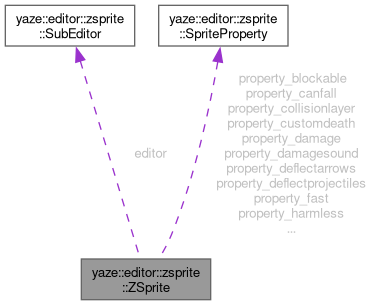 yaze::editor::zsprite
::SubEditor
yaze::editor::zsprite
::SpriteProperty
property_blockable
property_canfall
property_collisionlayer
property_customdeath
property_damage
editor
property_damagesound
property_deflectarrows
property_deflectprojectiles
property_fast
property_harmless
...
yaze::editor::zsprite
::ZSprite